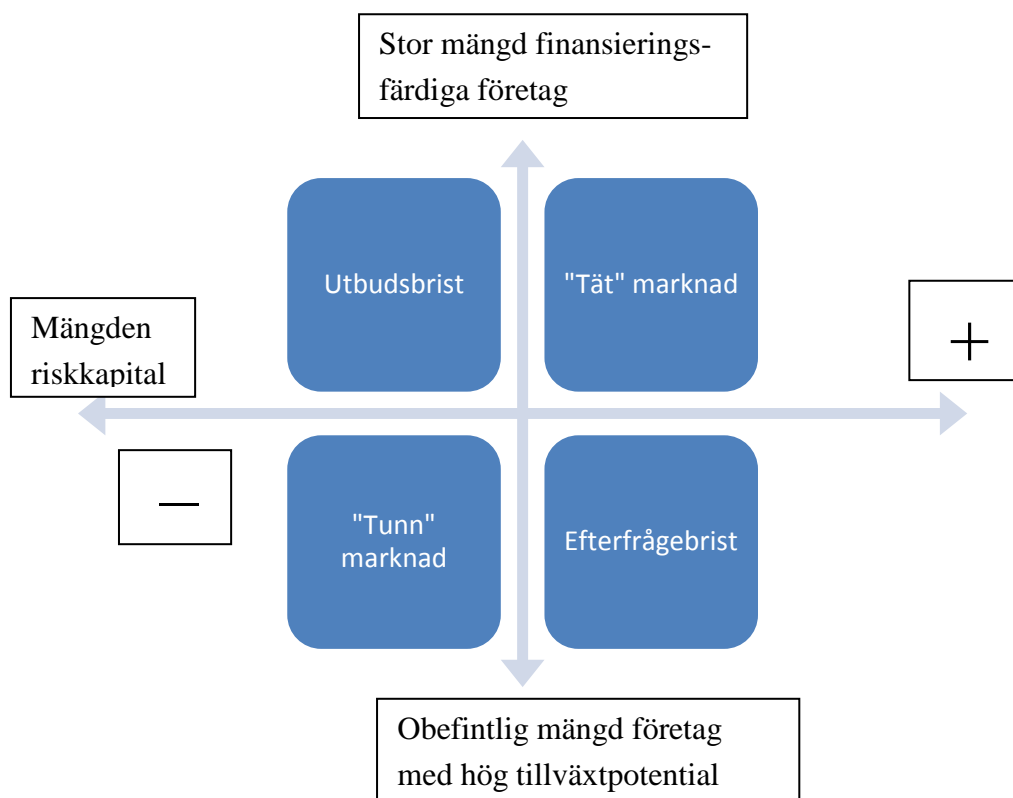 Stor mängd finansierings-
färdiga företag
Utbudsbrist
"Tät" marknad
Mängden
riskkapital
+
—
"Tunn"
marknad
Efterfrågebrist
Obefintlig mängd företag
med hög tillväxtpotential